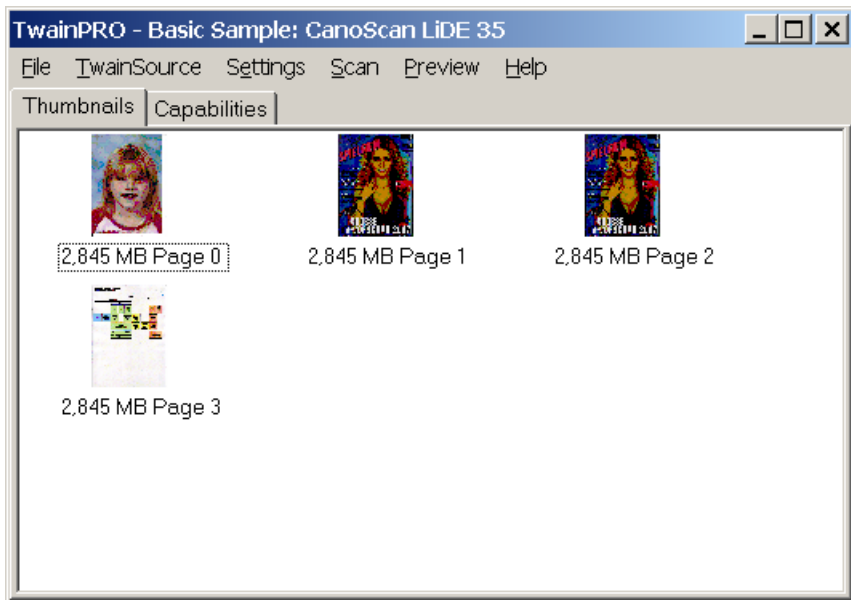 TwainPRO - Basic Sample: CanoScan LiDE 35
File TwainSource Settings Scan Preview Help
Thumbnails Capabilities
2,845 MB Page 0 2,845 MB Page 1 2,845 MB Page 2
2,845 MB Page 3